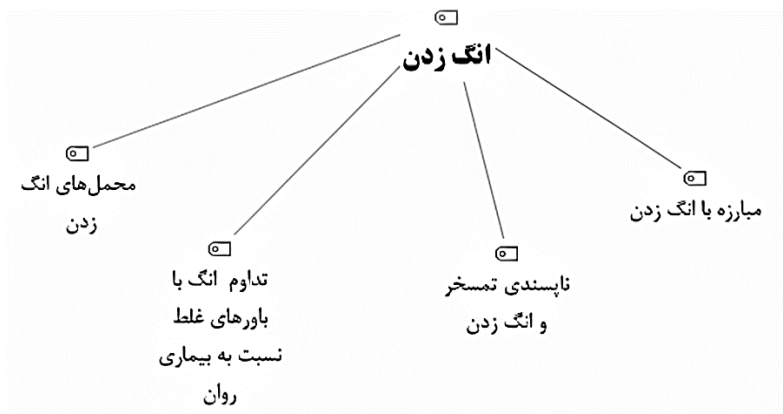 انگ زدن
مبارزه با انگ زدن
ناپسندی تمسخر
و انگ زدن
تداوم انگ با
باورهای غلط
نسبت به بیماری
روان
محمل‌های انگ
زدن